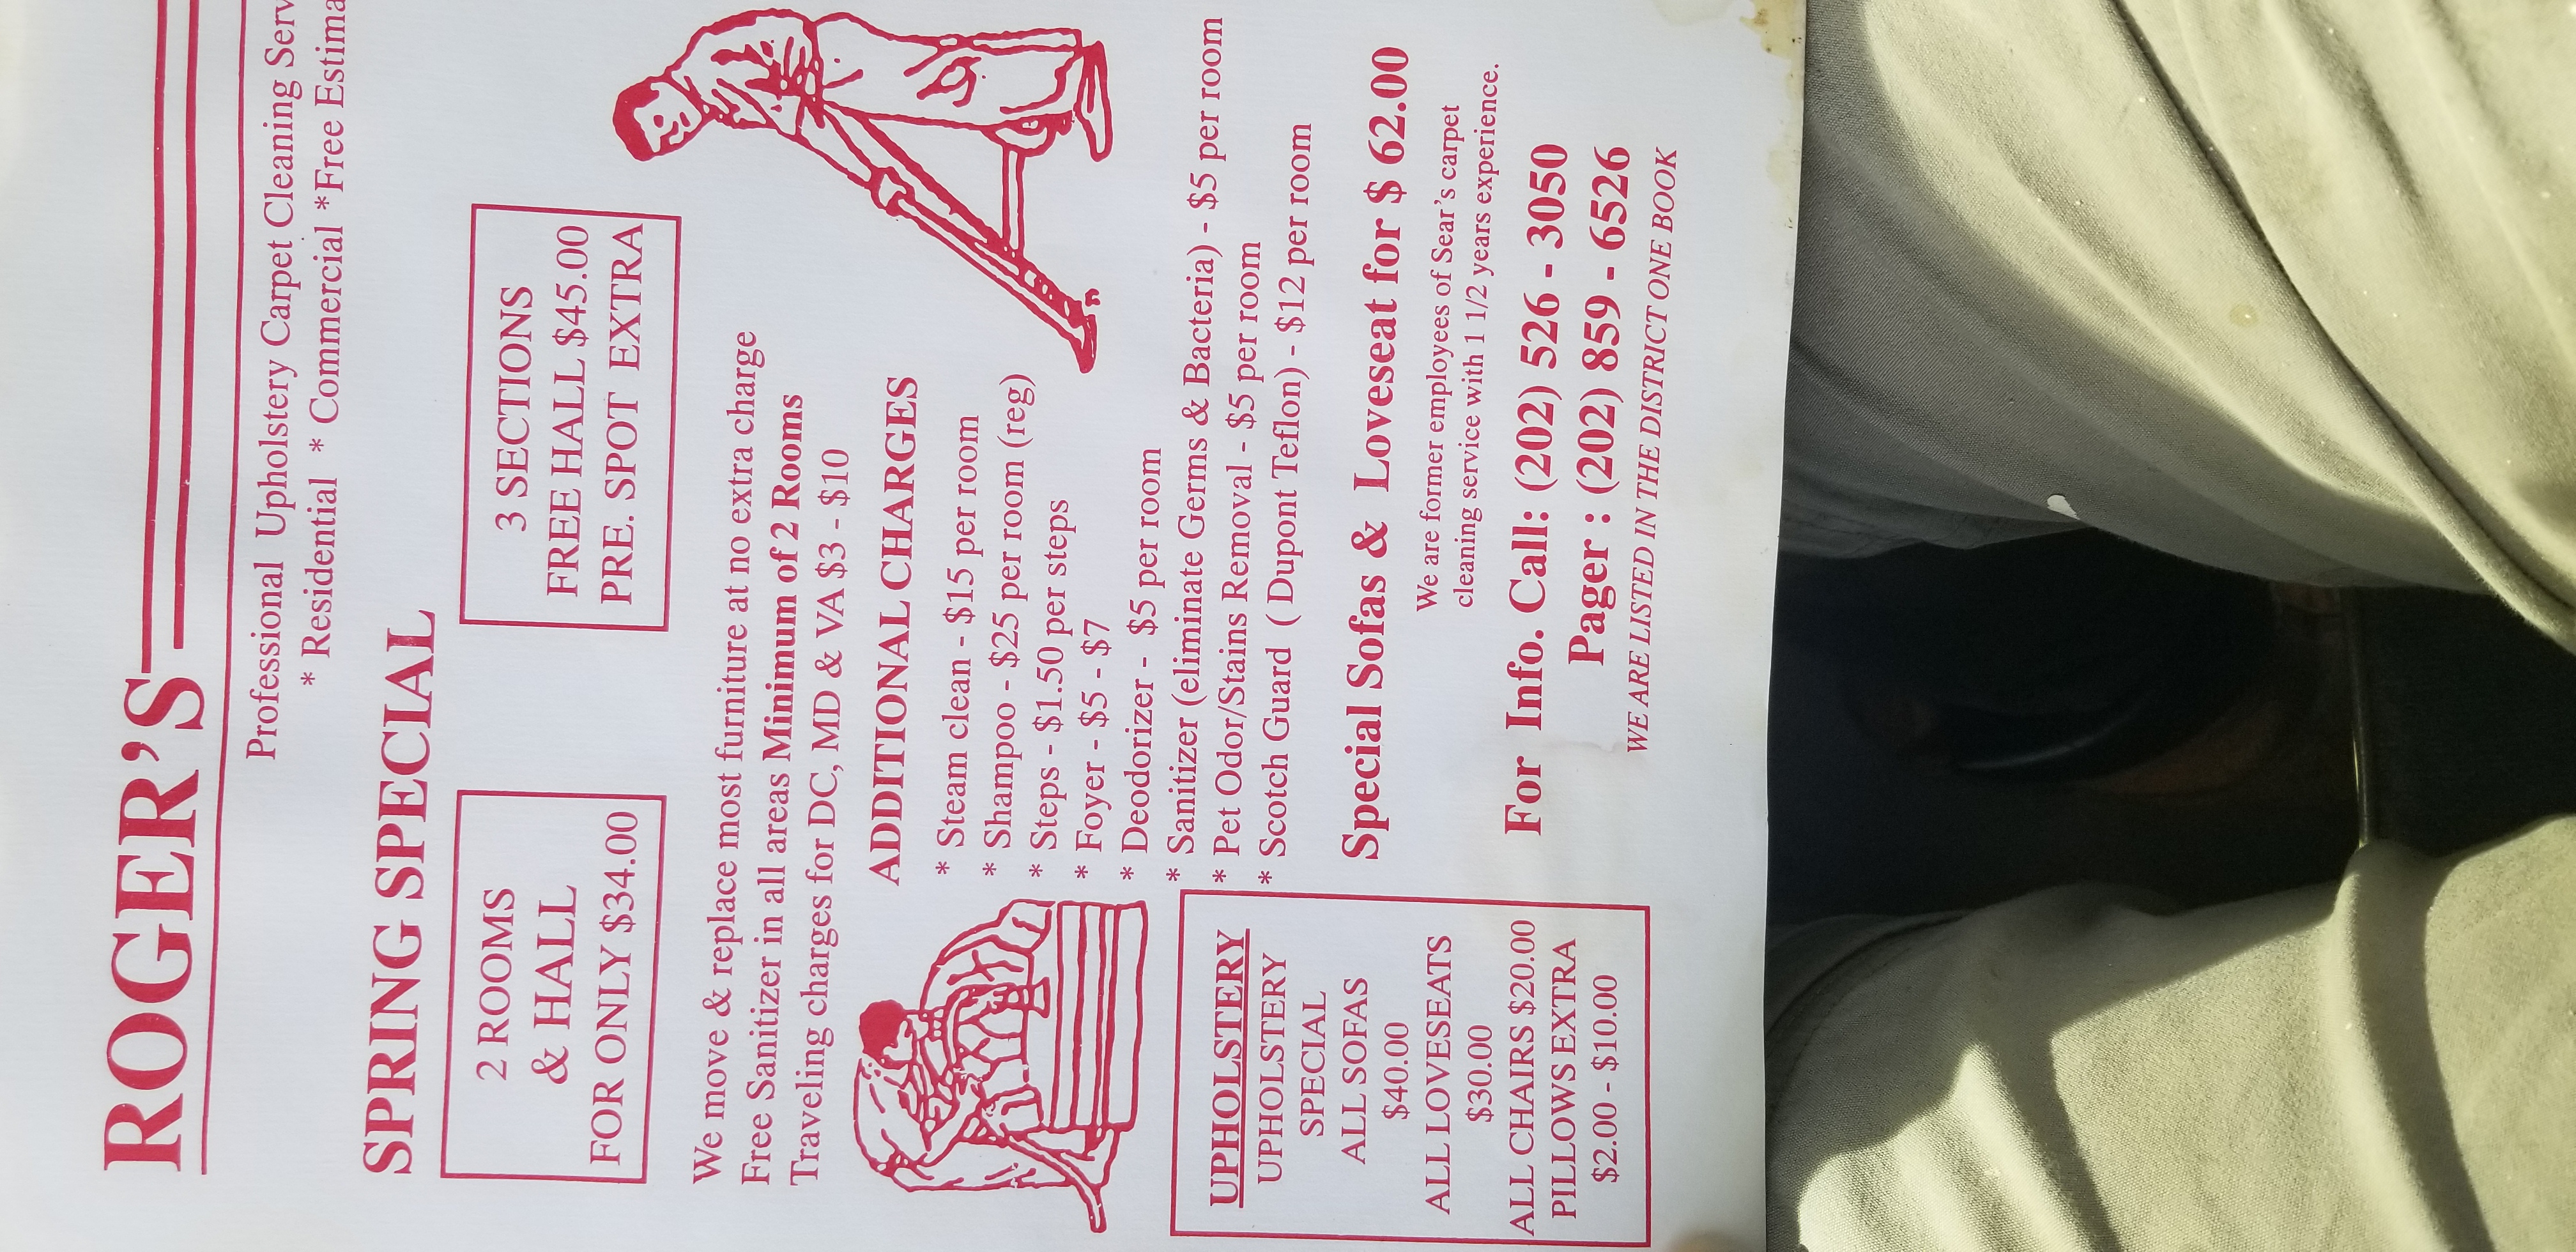 ROGER'S
Professional Upholstery Carpet Cleaning
* Residential * Commercial *Free
SPRING SPECIAL
2 ROOMS
& HALL
FOR ONLY $34.00
3 SECTIONS
FREE HALL $45.00
PRE. SPOT EXTRA
We move & replace most furniture at no extra charge
Free Sanitizer in all areas Minimum of 2 Rooms
Traveling charges for DC, MD & VA $3 - $10
ADDITIONAL CHARGES
* Steam clean - $15 per room
* Shampoo - $25 per room (reg)
* Steps - $1.50 per steps
* Foyer - $5 - $7
* Deodorizer - $5 per room
* Sanitizer (eliminate Germs & Bacteria) - $5 per room
* Pet Odor/Stains Removal - $5 per room
* Scotch Guard ( Dupont Teflon) - $12 per room
UPHOLSTERY
UPHOLSTERY
SPECIAL
ALL SOFAS
$40.00
ALL LOVESEATS
$30.00
ALL CHAIRS $20.00
PILLOWS EXTRA
$2.00 - $10.00
Special Sofas & Loveseat for $ 62.00
We are former employees of Sear's carpet
cleaning service with 1 1/2 years experience.
For Info. Call: (202) 526 - 3050
Pager : (202) 859 - 6526
WE ARE LISTED IN THE DISTRICT ONE BOOK